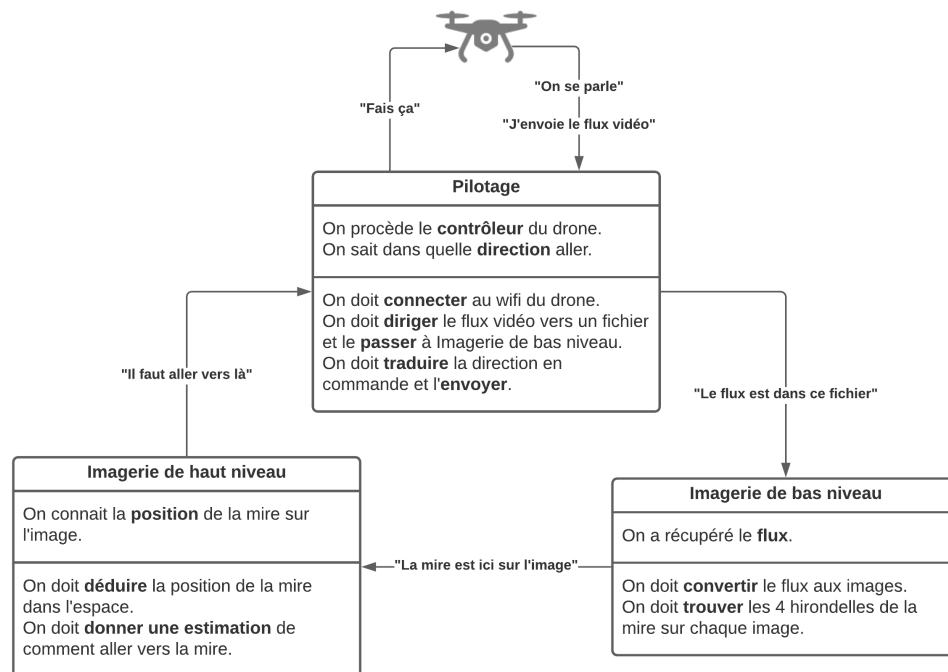 "On se parle"
"Fais ça"
"J'envoie le flux vidéo"
Pilotage
On procède le contrôleur du drone.
On sait dans quelle direction aller.
On doit connecter au wifi du drone.
On doit diriger le flux vidéo vers un fichier
et le passer à Imagerie de bas niveau.
On doit traduire la direction en
commande et l'envoyer.
"Il faut aller vers là"
"Le flux est dans ce fichier"
Imagerie de haut niveau
On connait la position de la mire sur
l'image.
On doit déduire la position de la mire
dans l'espace.
On doit donner une estimation de
comment aller vers la mire.
"La mire est ici sur l'image"
Imagerie de bas niveau
On a récupéré le flux.
On doit convertir le flux aux images.
On doit trouver les 4 hirondelles de la
mire sur chaque image.